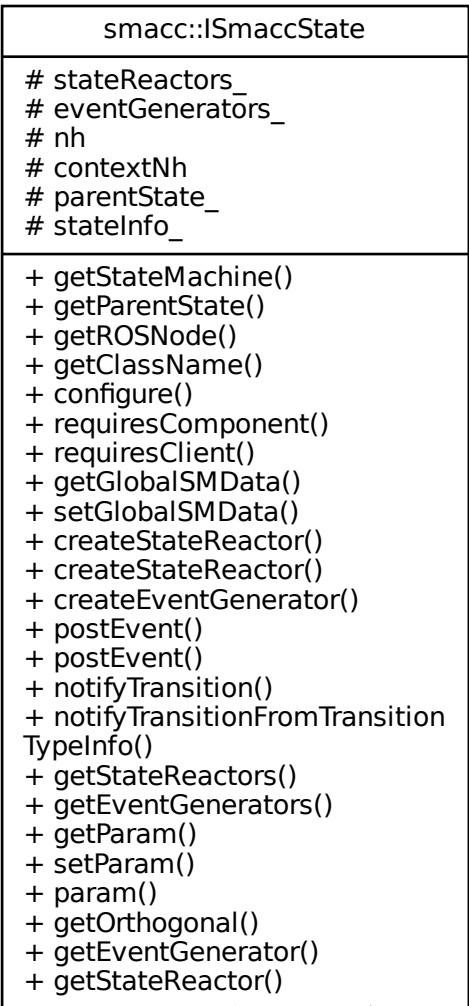 smacc::ISmaccState
# stateReactors_
# eventGenerators_
# nh
# contextNh
# parentState_
# stateInfo_
+ getStateMachine()
+ getParentState()
+ getROSNode()
+ getClassName()
+ configure()
+ requiresComponent()
+ requiresClient()
+ getGlobalSMData()
+ setGlobalSMData()
+ createStateReactor()
+ createStateReactor()
+ createEventGenerator()
+ postEvent()
+ postEvent()
+ notifyTransition()
+ notifyTransitionFromTransition
TypeInfo()
+ getStateReactors()
+ getEventGenerators()
+ getParam()
+ setParam()
+ param()
+ getOrthogonal()
+ getEventGenerator()
+ getStateReactor()